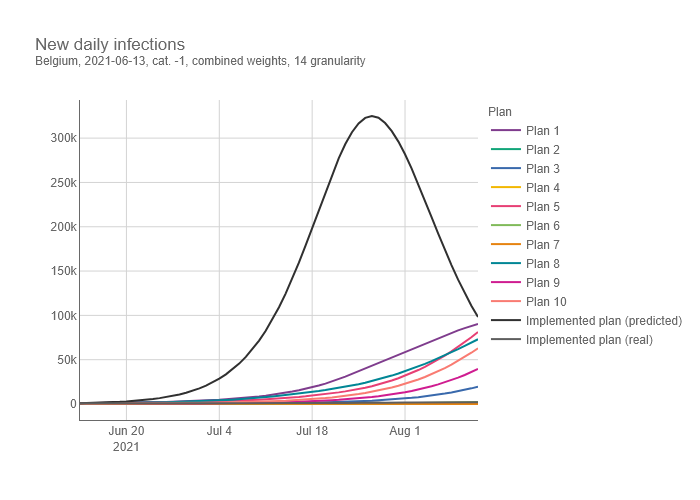 New daily infections
Belgium, 2021-06-13, cat. -1, combined weights, 14 granularity
Plan
Plan 1
Plan 2
Plan 3
Plan 4
Plan 5
Plan 6
Plan 7
Plan 8
Plan 9
Plan 10
Implemented plan (predicted)
Implemented plan (real)
300k
250k
200k
150k
100k
50k
0
Jun 20 Jul 4 Jul 18 Aug 1
2021